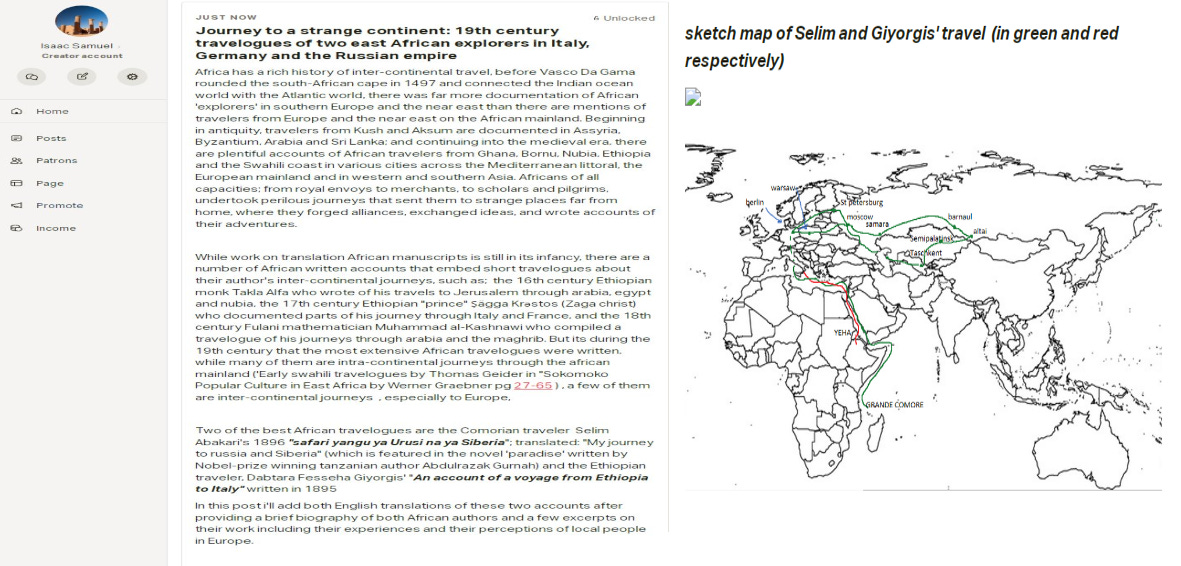 Isaac Samuel
Creator account
Home
Posts
Patrons
Page
Promote
Income
JUST NOW
Unlocked
Journey to a strange continent: 19th century
travelogues of two east African explorers in Italy,
Germany and the Russian empire
Africa has a rich history of inter-continental travel, before Vasco Da Gama
rounded the south-African cape in 1497 and connected the Indian ocean
world with the Atlantic world, there was far more documentation of African
'explorers' in southern Europe and the near east than there are mentions of
travelers from Europe and the near east on the African mainland. Beginning
in antiquity, travelers from Kush and Aksum are documented in Assyria,
Byzantium, Arabia and Sri Lanka; and continuing into the medieval era, there
are plentiful accounts of African travelers from Ghana, Bornu, Nubia, Ethiopia
and the Swahili coast in various cities across the Mediterranean littoral, the
European mainland and in western and southern Asia. Africans of all
capacities; from royal envoys to merchants, to scholars and pilgrims,
undertook perilous journeys that sent them to strange places far from
home, where they forged alliances, exchanged ideas, and wrote accounts of
their adventures.
While work on translation African manuscripts is still in its infancy, there are a
number of African written accounts that embed short travelogues about
their author's inter-continental journeys, such as; the 16th century Ethiopian
monk Takla Alfa who wrote of his travels to Jerusalem through arabia, egypt
and nubia, the 17th century Ethiopian "prince" Ṣägga Krǝstos (Zaga christ)
who documented parts of his journey through Italy and France, and the 18th
century Fulani mathematician Muhammad al-Kashnawi who compiled a
travelogue of his journeys through arabia and the maghrib. But its during the
19th century that the most extensive African travelogues were written.
while many of them are intra-continental journeys through the african
mainland ('Early swahili travelogues by Thomas Geider in "Sokomoko
Popular Culture in East Africa by Werner Graebner pg 27-65 ) , a few of them
are inter-continental journeys , especially to Europe,
Two of the best African travelogues are the Comorian traveler Selim
Abakari's 1896 "safari yangu ya Urusi na ya Siberia"; translated: "My journey
to russia and Siberia" (which is featured in the novel 'paradise' written by
Nobel-prize winning tanzanian author Abdulrazak Gurnah) and the Ethiopian
traveler, Dabtara Fesseha Giyorgis' "An account of a voyage from Ethiopia
to Italy" written in 1895
In this post i'll add both English translations of these two accounts after
providing a brief biography of both African authors and a few excerpts on
their work including their experiences and their perceptions of local people
in Europe.
sketch map of Selim and Giyorgis' travel (in green and red
respectively)
warsaw
berlin
St petersburg
moscow
samara
barnaul
altai
Semipalatinsk
Taschkent
YEHA
GRANDE COMORE